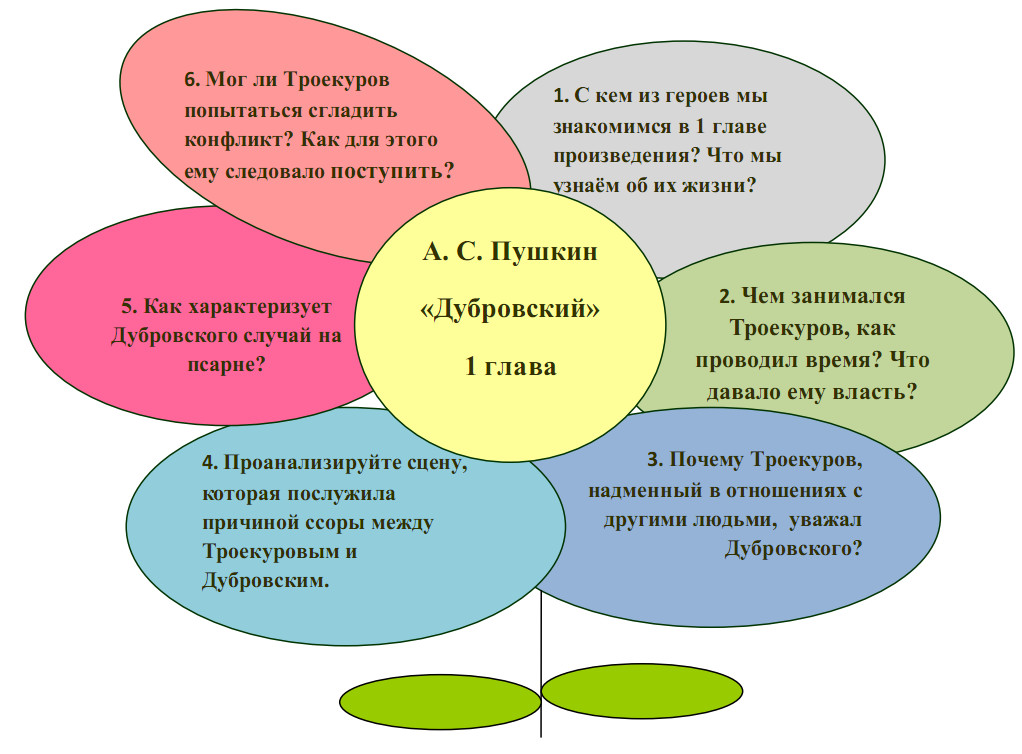 А. С. Пушкин
«Дубровский»
1 глава
1. С кем из героев мы
знакомимся в 1 главе
произведения? Что мы
узнаём об их жизни?
2. Чем занимался
Троекуров, как
проводил время? Что
давало ему власть?
3. Почему Троекуров,
надменный в отношениях с
другими людьми, уважал
Дубровского?
4. Проанализируйте сцену,
которая послужила
причиной ссоры между
Троекуровым и
Дубровским.
5. Как характеризует
Дубровского случай на
псарне?
6. Мог ли Троекуров
попытаться сгладить
конфликт? Как для этого
ему следовало поступить?